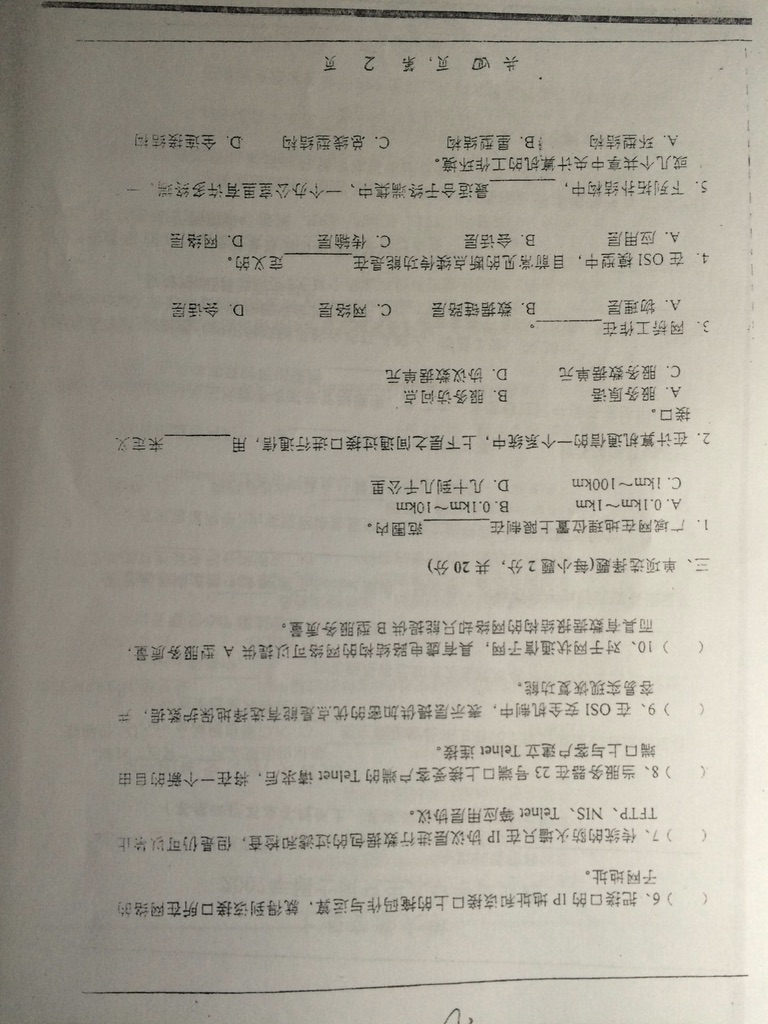 （ ）6、把接口的 IP 地址和该接口上的掩码作与运算，就得到该接口所在网络的
子网地址。
（ ）7、传统的防火墙只在 IP 协议层进行数据包的过滤和检查，但是仍可以禁止
TFTP、NIS、Telnet 等应用层协议。
（ ）8、当服务器在 23 号端口上接受客户端的 Telnet 请求后，将在一个新的自由
端口上与客户建立 Telnet 连接。
（ ）9、在 OSI 安全机制中，表示层提供加密的优点是能有选择地保护数据，并
容易实现恢复功能。
（ ）10、对于网状通信子网，具有虚电路结构的网络可以提供 A 型服务质量，
而具有数据报结构的网络却只能提供 B 型服务质量。
三、单项选择题(每小题 2 分，共 20 分)
1．广域网在地理位置上限制在______范围内。
A. 0.1km～1km B. 0.1km～10km
C. 1km～100km D. 几十到几千公里
2．在计算机通信的一个系统中，上下层之间通过接口进行通信，用______来定义
接口。
A. 服务原语 B. 服务访问点
C. 服务数据单元 D. 协议数据单元
3．网桥工作在______。
A. 物理层 B. 数据链路层 C. 网络层 D. 会话层
4．在 OSI 模型中，目前常见的断点续传功能是在______定义的。
A. 应用层 B. 会话层 C. 传输层 D. 网络层
5．下列拓扑结构中，______最适合于终端集中、一个办公室里有许多终端、一
或几个共享中央计算机的工作环境。
A. 环型结构 B. 星型结构 C. 总线型结构 D. 全连接结构
共 四 页，第 2 页